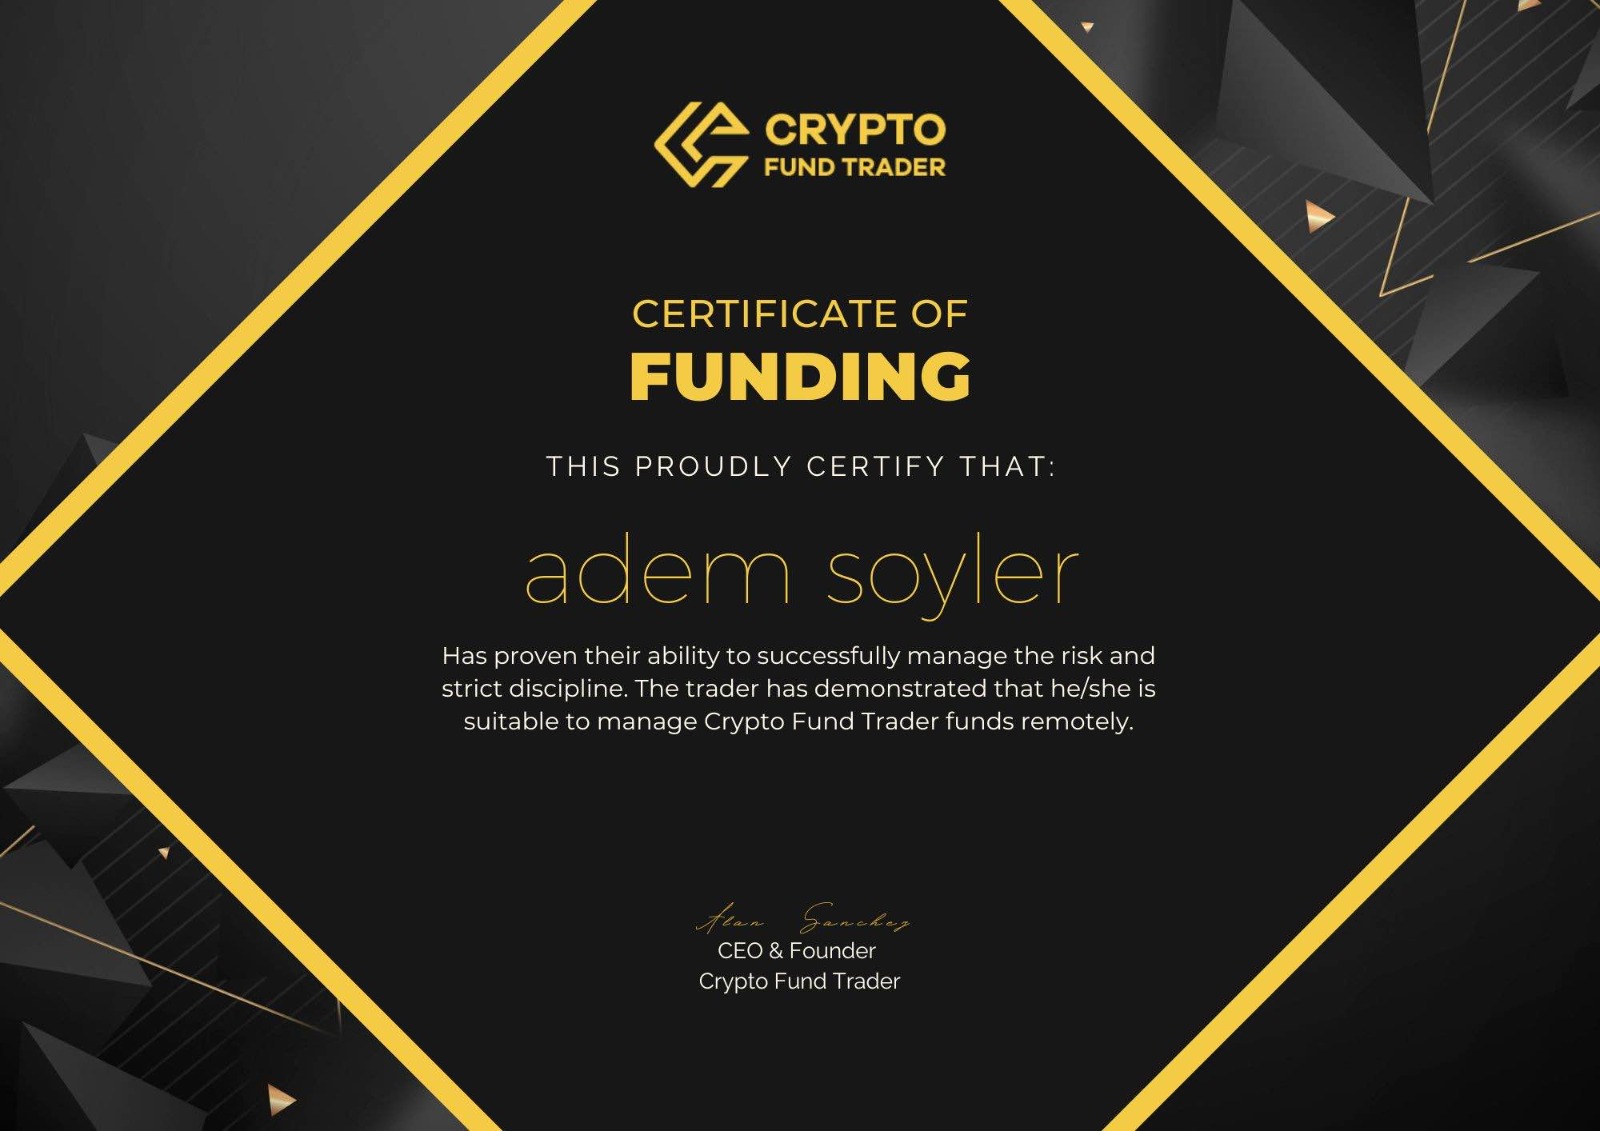 CRYPTO
FUND TRADER
CERTIFICATE OF
FUNDING
THIS PROUDLY CERTIFY THAT:
adem soyler
Has proven their ability to successfully manage the risk and
strict discipline. The trader has demonstrated that he/she is
suitable to manage Crypto Fund Trader funds remotely.
Alan Sanchez
CEO & Founder
Crypto Fund Trader